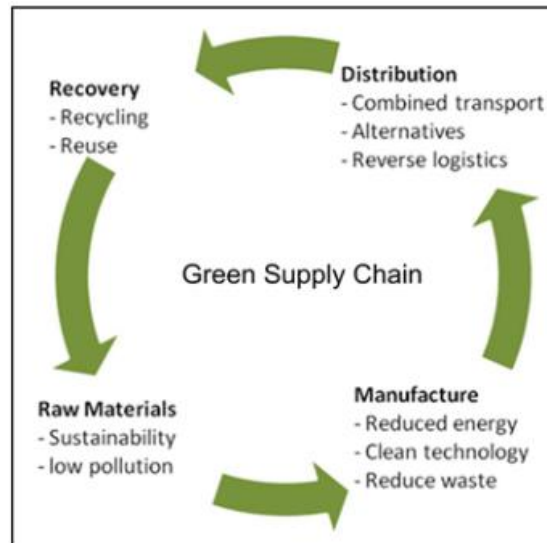 Recovery
- Recycling
- Reuse
Distribution
- Combined transport
- Alternatives
- Reverse logistics
Green Supply Chain
Raw Materials
- Sustainability
- low pollution
Manufacture
- Reduced energy
- Clean technology
- Reduce waste